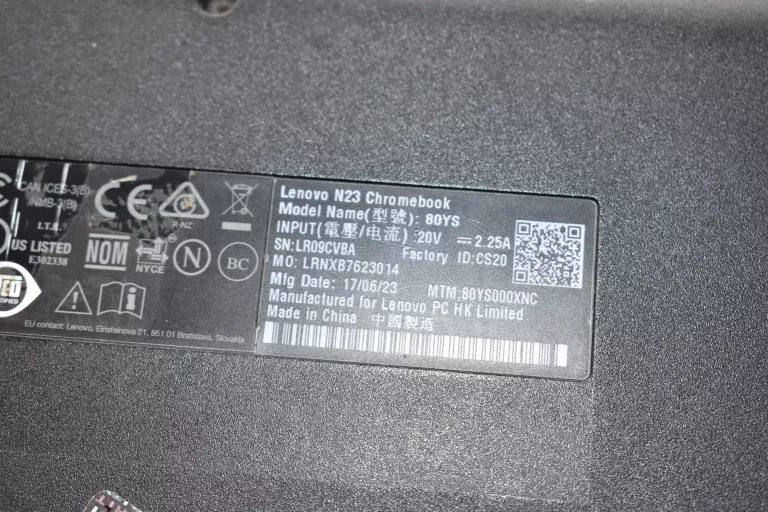 CAN ICES-3(B)
/NMB-3(B)
CE
R-NZ
I.T.E.
US LISTED
E302338
NOM
NYCE
N
BC
EU contact: Lenovo, Einsteinova 21, 851 01 Bratislava, Slovakia
Lenovo N23 Chromebook
Model Name(型號): 80YS
INPUT(電壓/电流) 20V ⎓ 2.25A
SN:LR09CVBA Factory ID:CS20
MO: LRNXB7623014
Mfg Date: 17/06/23 MTM:80YS000XNC
Manufactured for Lenovo PC HK Limited
Made in China 中國製造